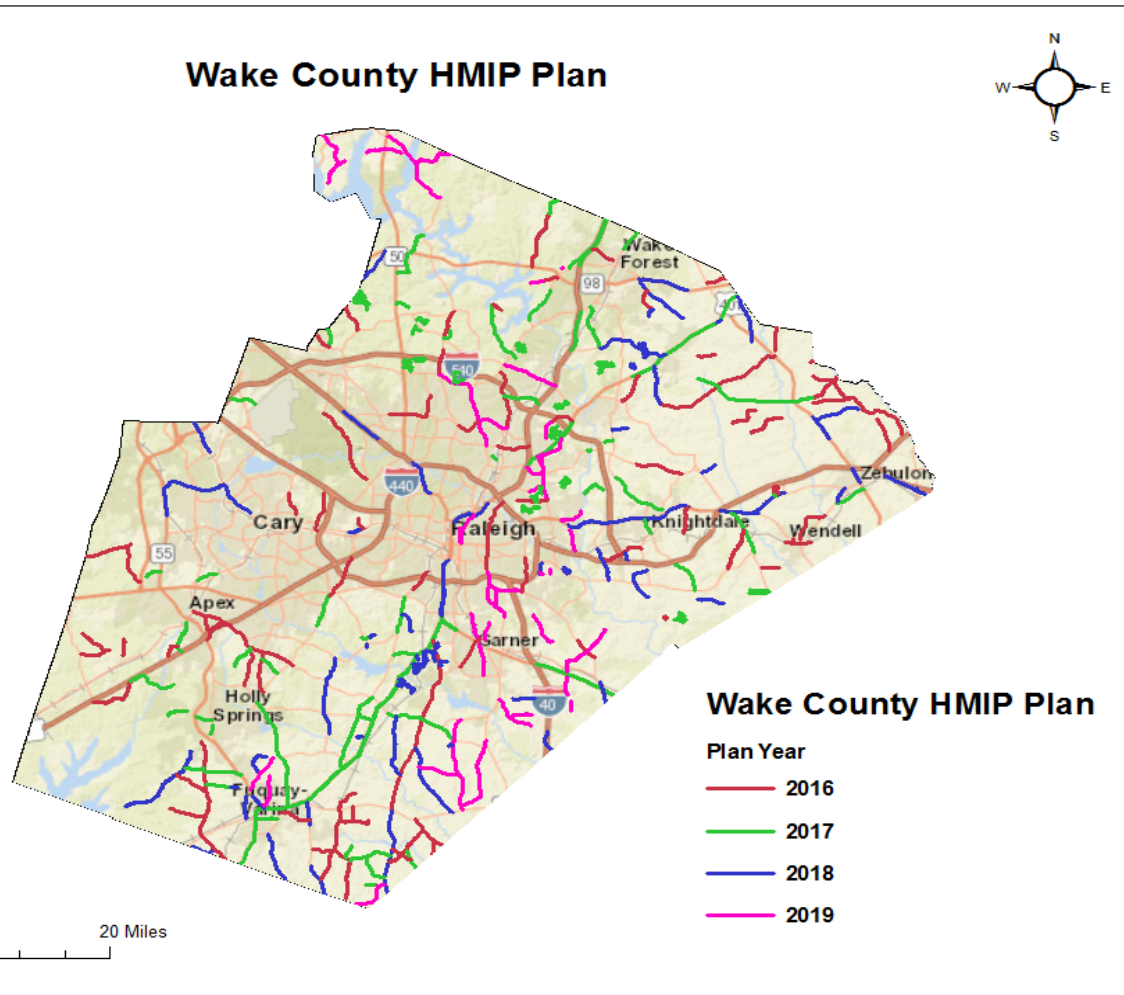 Wake County HMIP Plan
N
W
E
S
50
Wake
Forest
98
401
540
440
Cary
Raleigh
Knightdale
Zebulon
Wendell
55
Apex
Garner
Holly
Springs
40
Fuquay-
Varina
Wake County HMIP Plan
Plan Year
2016
2017
2018
2019
20 Miles